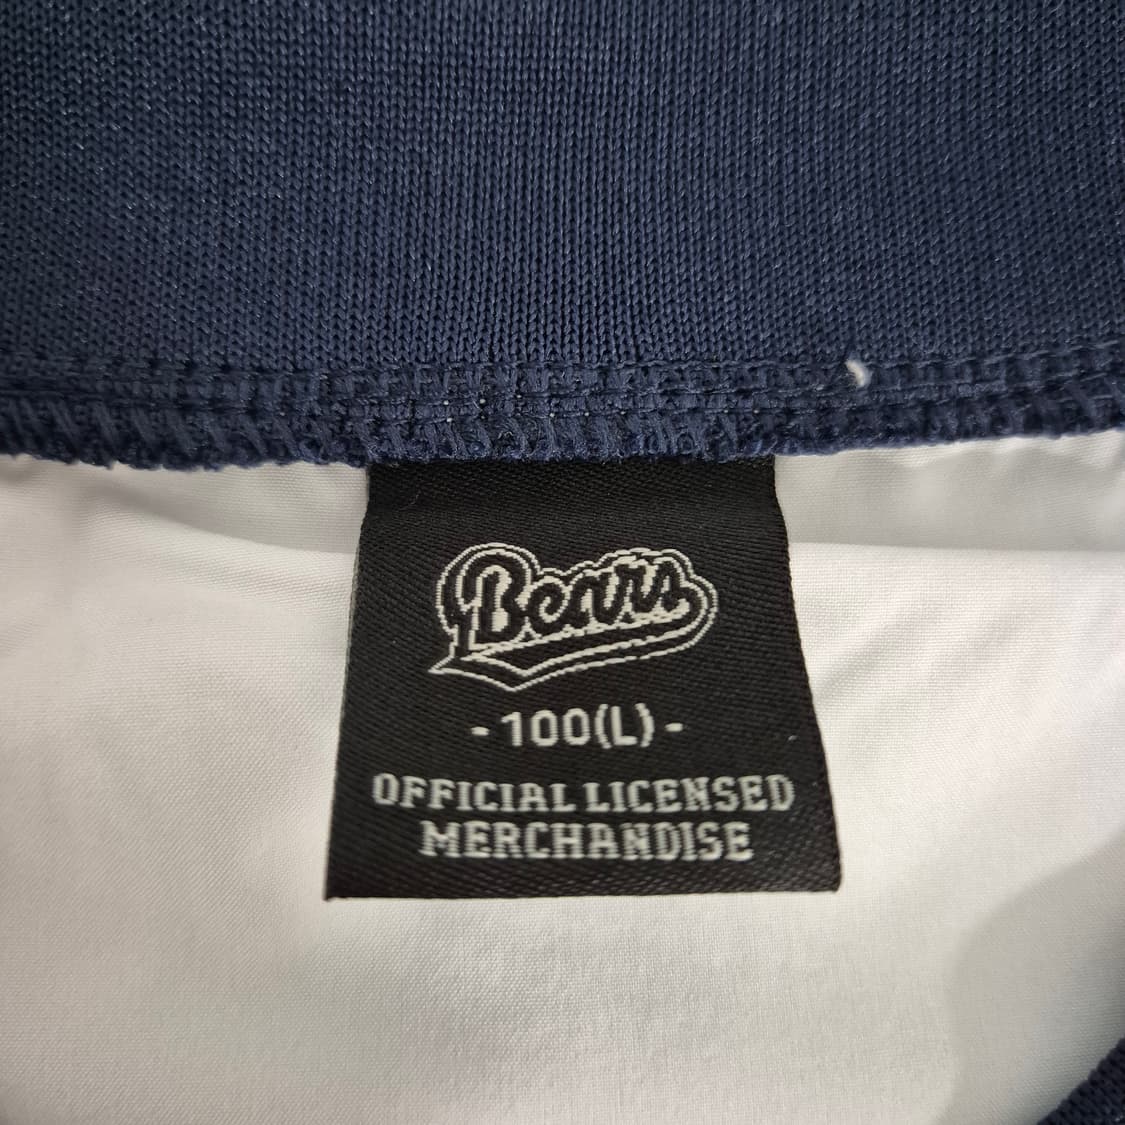 Bears
- 100(L) -
OFFICIAL LICENSED
MERCHANDISE